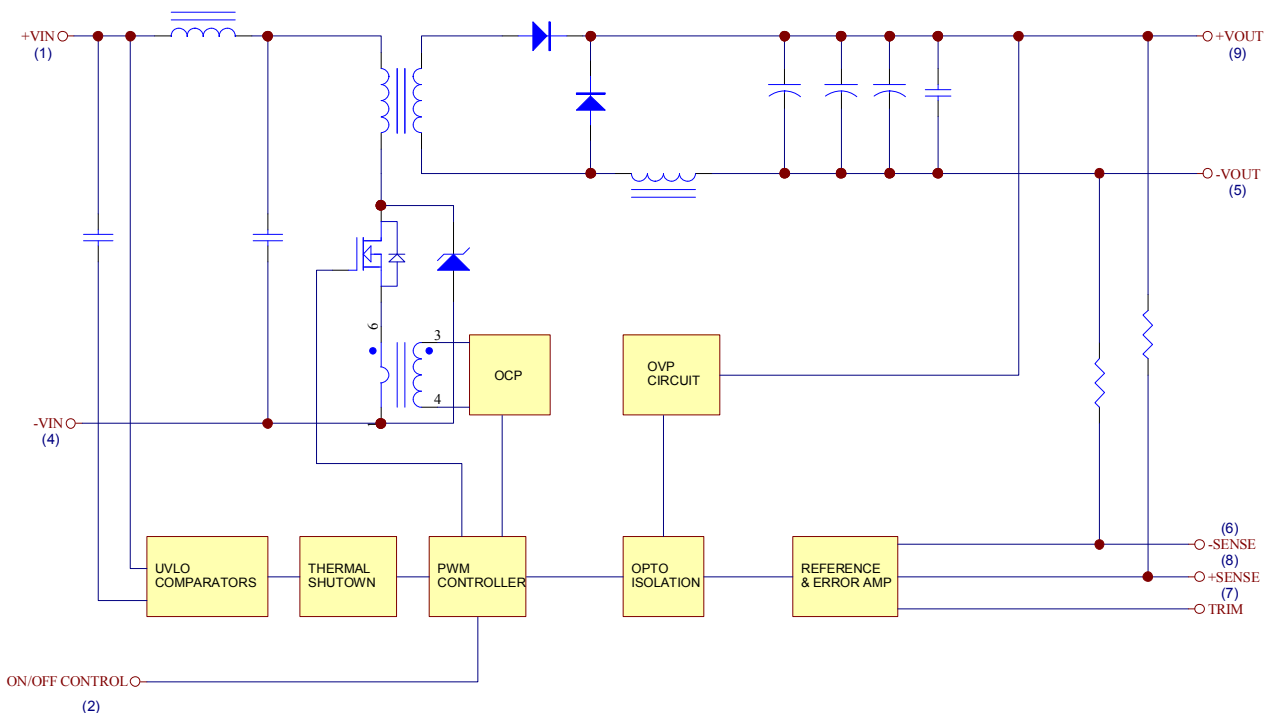 +VIN
(1)
+VOUT
(9)
-VOUT
(5)
6
3
OCP
4
OVP
CIRCUIT
-VIN
(4)
(6)
-SENSE
(8)
+SENSE
(7)
TRIM
UVLO
COMPARATORS
THERMAL
SHUTOWN
PWM
CONTROLLER
OPTO
ISOLATION
REFERENCE
& ERROR AMP
ON/OFF CONTROL
(2)